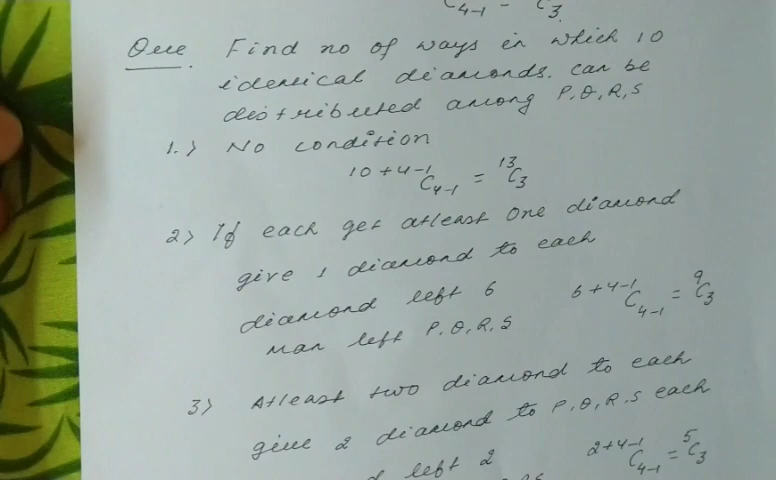 C4-1 = C3
Que. Find no of ways in which 10
identical diamonds. can be
distributed among P, Q, R, S
1.) No condition
10+4-1C4-1 = 13C3
2) If each get atleast one diamond
give 1 diamond to each
diamond left 6 6+4-1C4-1 = 9C3
Man left P, Q, R, S
3) Atleast two diamond to each
give 2 diamond to P, Q, R, S each
left 2 2+4-1C4-1 = 5C3